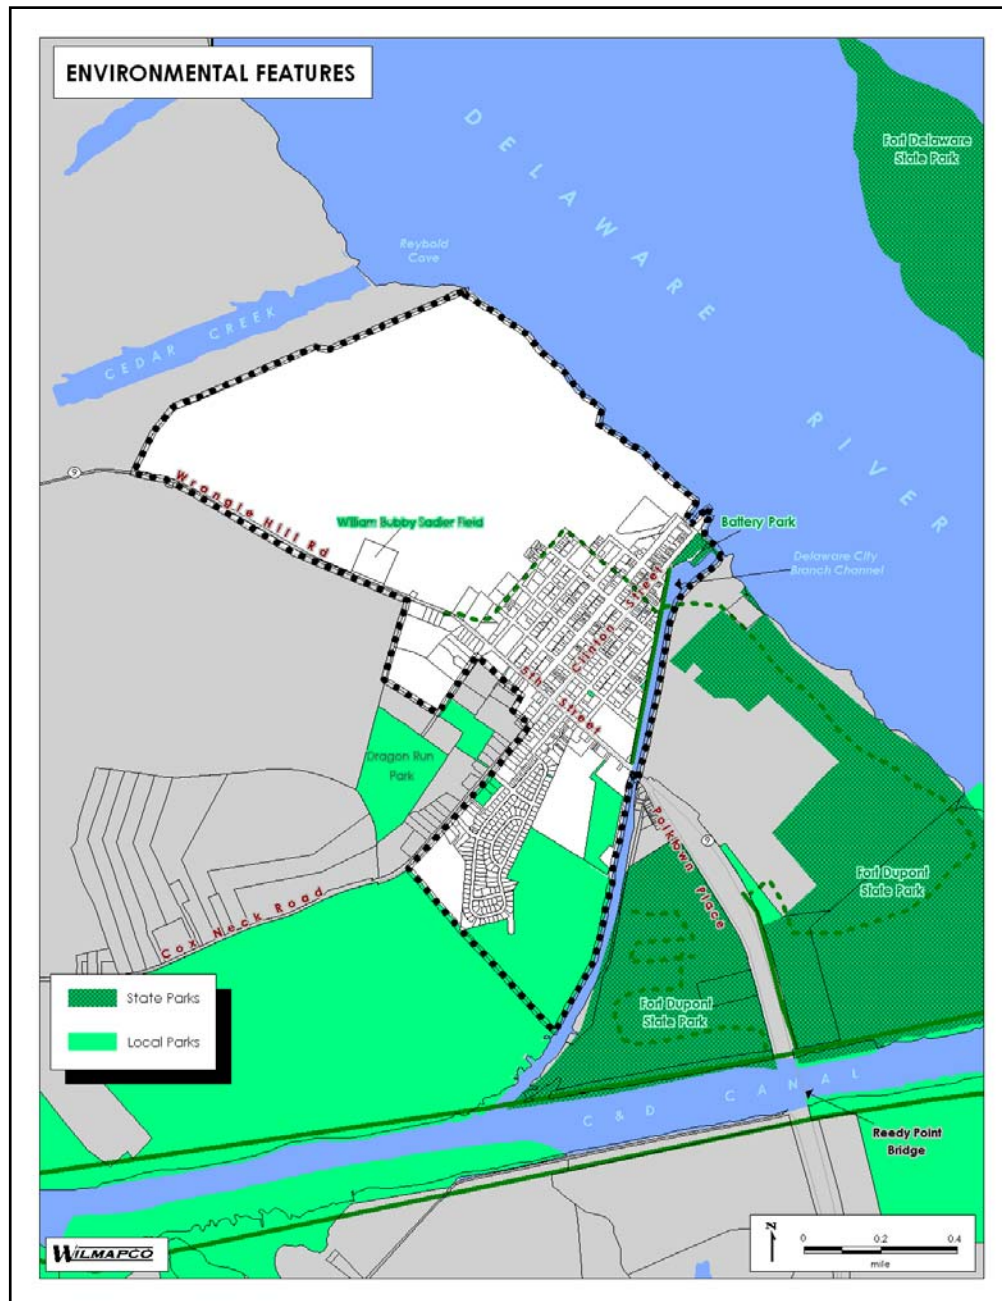 ENVIRONMENTAL FEATURES
DELAWARE RIVER
Fort Delaware
State Park
Reybold
Cove
CEDAR CREEK
9
Wrangle Hill Rd
William Bubby Sadler Field
Battery Park
Delaware City
Branch Channel
Clinton Street
5th Street
Dragon Run
Park
Polktown Place
9
Fort Dupont
State Park
Cox Neck Road
Fort Dupont
State Park
State Parks
Local Parks
C&D CANAL
Reedy Point
Bridge
WILMAPCO
N
0 0.2 0.4
mile